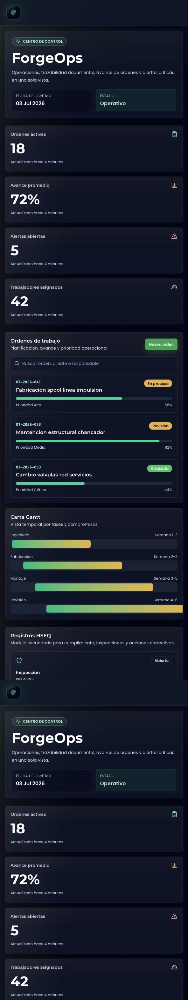 CENTRO DE CONTROL
ForgeOps
Operaciones, trazabilidad documental, avance de ordenes y alertas criticas
en una sola vista.
FECHA DE CONTROL
03 Jul 2026
ESTADO
Operativo
Ordenes activas
18
Actualizado hace 4 minutos
Avance promedio
72%
Actualizado hace 4 minutos
Alertas abiertas
5
Actualizado hace 4 minutos
Trabajadores asignados
42
Actualizado hace 4 minutos
Ordenes de trabajo
Planificacion, avance y prioridad operacional.
Nueva orden
Buscar orden, cliente o responsable
OT-2026-041
En proceso
Fabricacion spool linea impulsion
Prioridad Alta
68%
OT-2026-038
Revision
Mantencion estructural chancador
Prioridad Media
92%
OT-2026-033
Atrasada
Cambio valvulas red servicios
Prioridad Critica
44%
Carta Gantt
Vista temporal por fases y compromisos.
Ingenieria
Semana 1-3
Fabricacion
Semana 2-4
Montaje
Semana 3-5
Revision
Semana 4-6
Registros HSEQ
Modulo secundario para cumplimiento, inspecciones y acciones correctivas.
Abierto
Inspeccion
ISO 45001
CENTRO DE CONTROL
ForgeOps
Operaciones, trazabilidad documental, avance de ordenes y alertas criticas
en una sola vista.
FECHA DE CONTROL
03 Jul 2026
ESTADO
Operativo
Ordenes activas
18
Actualizado hace 4 minutos
Avance promedio
72%
Actualizado hace 4 minutos
Alertas abiertas
5
Actualizado hace 4 minutos
Trabajadores asignados
42
Actualizado hace 4 minutos